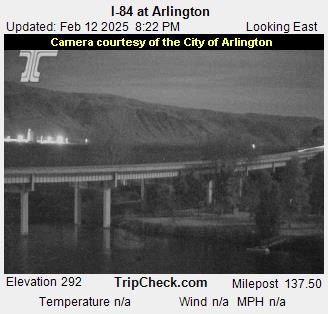 I-84 at Arlington
Updated: Feb 12 2025 8:22 PM Looking East
Camera courtesy of the City of Arlington
Elevation 292 TripCheck.com Milepost 137.50
Temperature n/a Wind n/a MPH n/a